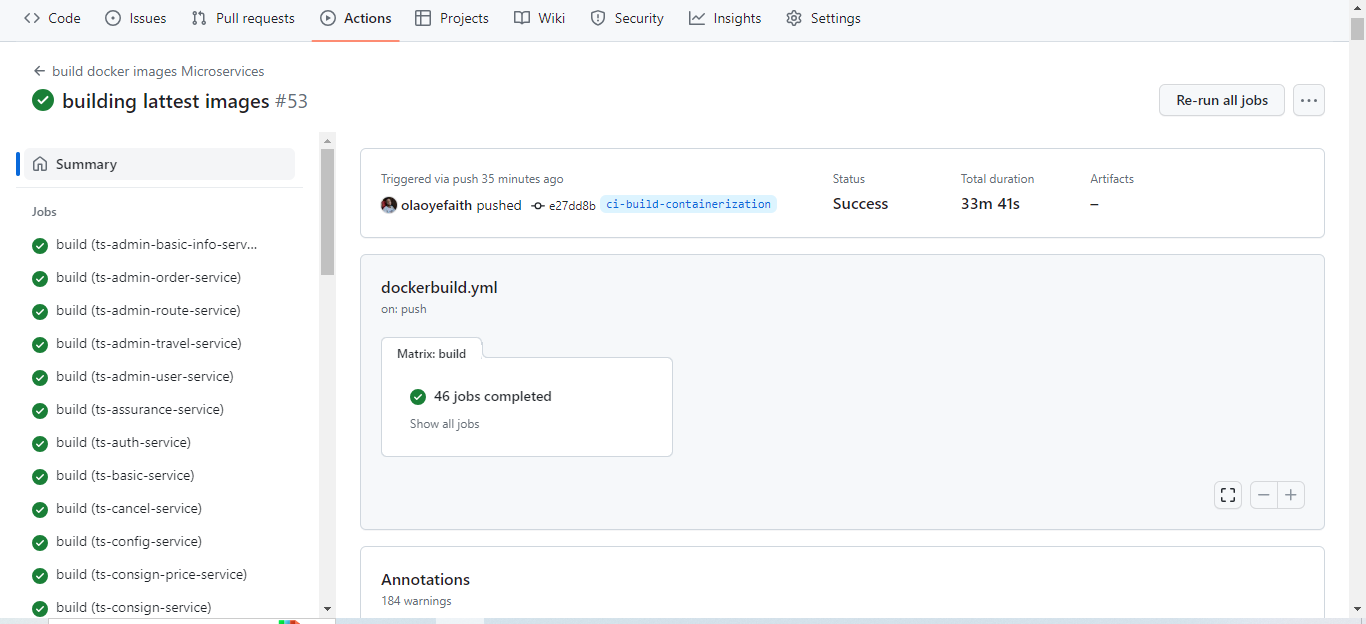 Code Issues Pull requests Actions Projects Wiki Security Insights Settings
build docker images Microservices
building lattest images #53
Re-run all jobs
Summary
Jobs
build (ts-admin-basic-info-serv...
build (ts-admin-order-service)
build (ts-admin-route-service)
build (ts-admin-travel-service)
build (ts-admin-user-service)
build (ts-assurance-service)
build (ts-auth-service)
build (ts-basic-service)
build (ts-cancel-service)
build (ts-config-service)
build (ts-consign-price-service)
build (ts-consign-service)
Triggered via push 35 minutes ago
olaoyefaith pushed e27dd8b ci-build-containerization
Status
Success
Total duration
33m 41s
Artifacts
–
dockerbuild.yml
on: push
Matrix: build
46 jobs completed
Show all jobs
Annotations
184 warnings